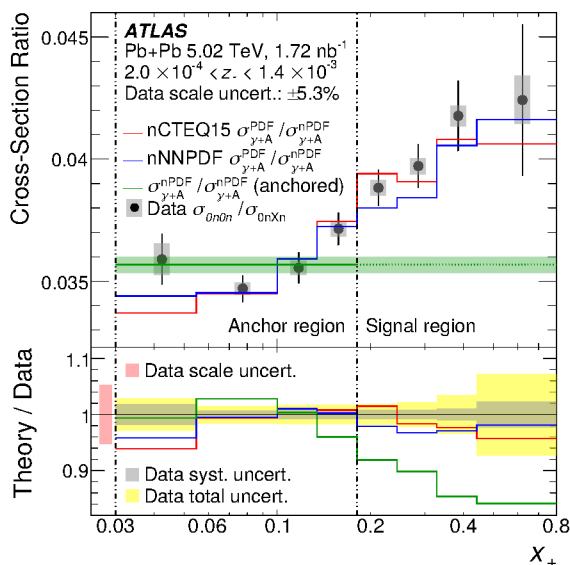 ATLAS
Pb+Pb 5.02 TeV, 1.72 nb⁻¹
2.0 ×10⁻⁴ < z₋ < 1.4 ×10⁻³
Data scale uncert.: ±5.3%
nCTEQ15 σ^PDF_γ+A / σ^nPDF_γ+A
nNNPDF σ^PDF_γ+A / σ^nPDF_γ+A
σ^nPDF_γ+A / σ^nPDF_γ+A (anchored)
Data σ_0n0n / σ_0nXn
Anchor region
Signal region
Cross-Section Ratio
0.045
0.04
0.035
Data scale uncert.
Data syst. uncert.
Data total uncert.
Theory / Data
1.1
1
0.9
0.03
0.06
0.1
0.2
0.4
0.8
x₊